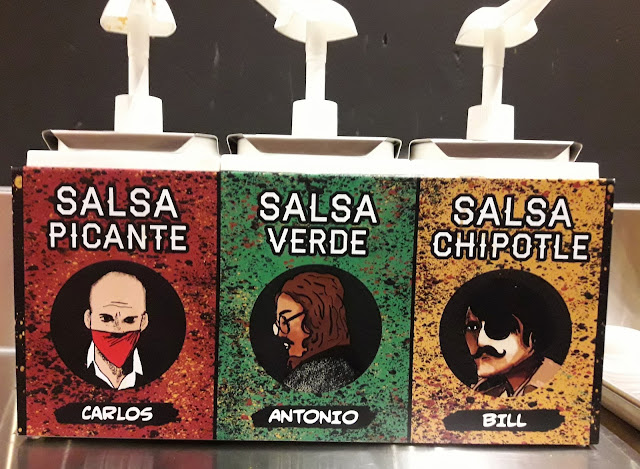 SALSA
PICANTE
CARLOS
SALSA
VERDE
ANTONIO
SALSA
CHIPOTLE
BILL